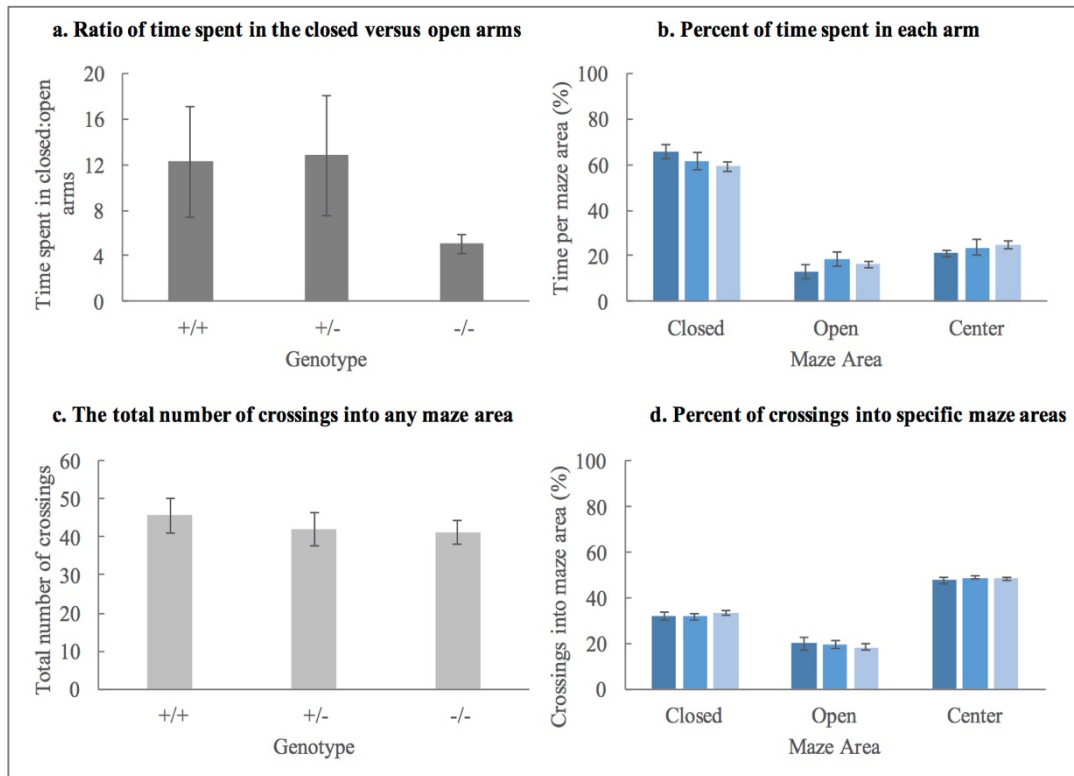 a. Ratio of time spent in the closed versus open arms
Time spent in closed:open
arms
20
16
12
8
4
0
+/+ +/- -/-
Genotype
b. Percent of time spent in each arm
Time per maze area (%)
100
80
60
40
20
0
Closed Open Center
Maze Area
c. The total number of crossings into any maze area
Total number of crossings
60
50
40
30
20
10
0
+/+ +/- -/-
Genotype
d. Percent of crossings into specific maze areas
Crossings into maze area (%)
100
80
60
40
20
0
Closed Open Center
Maze Area